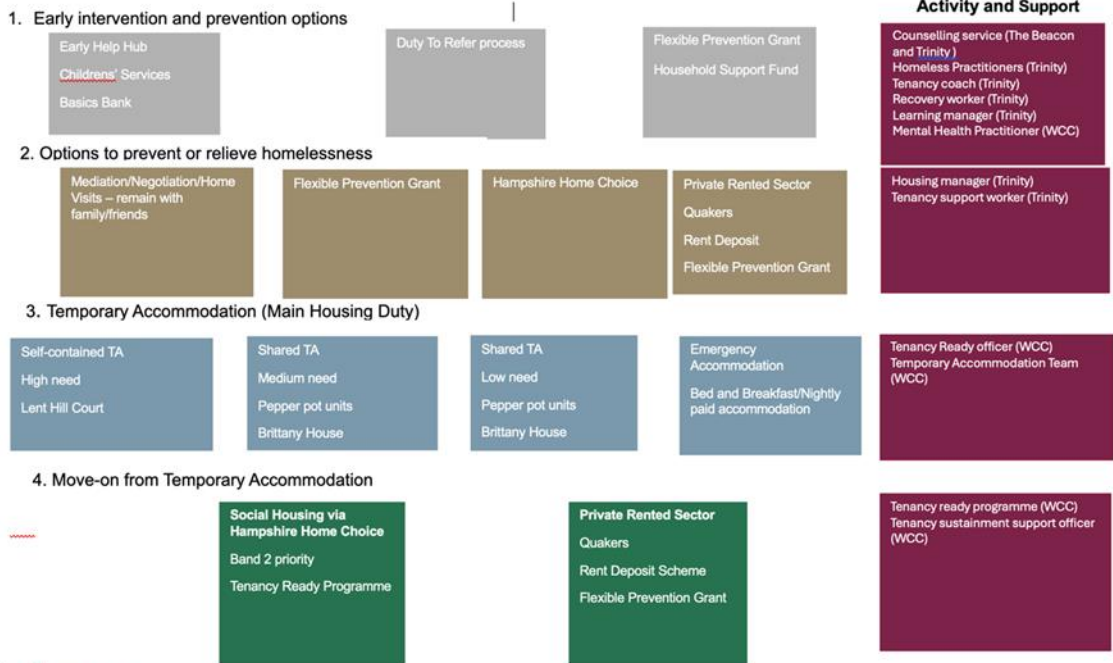 Activity and Support
1. Early intervention and prevention options
Early Help Hub
Childrens' Services
Basics Bank
Duty To Refer process
Flexible Prevention Grant
Household Support Fund
Counselling service (The Beacon
and Trinity )
Homeless Practitioners (Trinity)
Tenancy coach (Trinity)
Recovery worker (Trinity)
Learning manager (Trinity)
Mental Health Practitioner (WCC)
2. Options to prevent or relieve homelessness
Mediation/Negotiation/Home
Visits – remain with
family/friends
Flexible Prevention Grant
Hampshire Home Choice
Private Rented Sector
Quakers
Rent Deposit
Flexible Prevention Grant
Housing manager (Trinity)
Tenancy support worker (Trinity)
3. Temporary Accommodation (Main Housing Duty)
Self-contained TA
High need
Lent Hill Court
Shared TA
Medium need
Pepper pot units
Brittany House
Shared TA
Low need
Pepper pot units
Brittany House
Emergency
Accommodation
Bed and Breakfast/Nightly
paid accommodation
Tenancy Ready officer (WCC)
Temporary Accommodation Team
(WCC)
4. Move-on from Temporary Accommodation
Social Housing via
Hampshire Home Choice
Band 2 priority
Tenancy Ready Programme
Private Rented Sector
Quakers
Rent Deposit Scheme
Flexible Prevention Grant
Tenancy ready programme (WCC)
Tenancy sustainment support officer
(WCC)